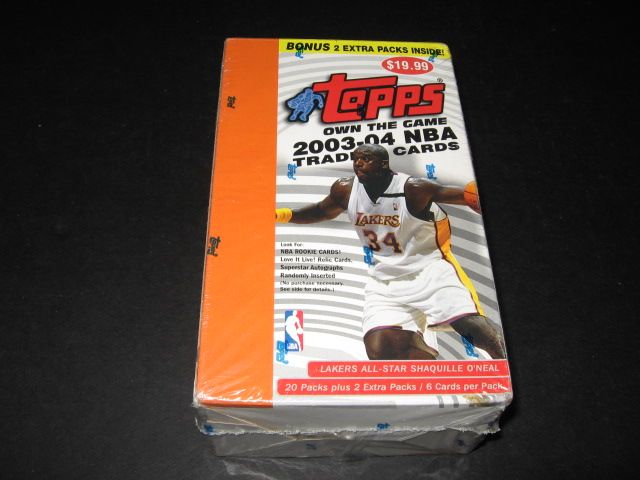 BONUS 2 EXTRA PACKS INSIDE!
$19.99
topps®
OWN THE GAME
2003-04 NBA
TRADING CARDS
LAKERS
34
Look For:
NBA ROOKIE CARDS!
Love It Live! Relic Cards,
Superstar Autographs
Randomly Inserted
(No purchase necessary.
See side for details.)
LAKERS ALL-STAR SHAQUILLE O'NEAL
20 Packs plus 2 Extra Packs / 6 Cards per Pack